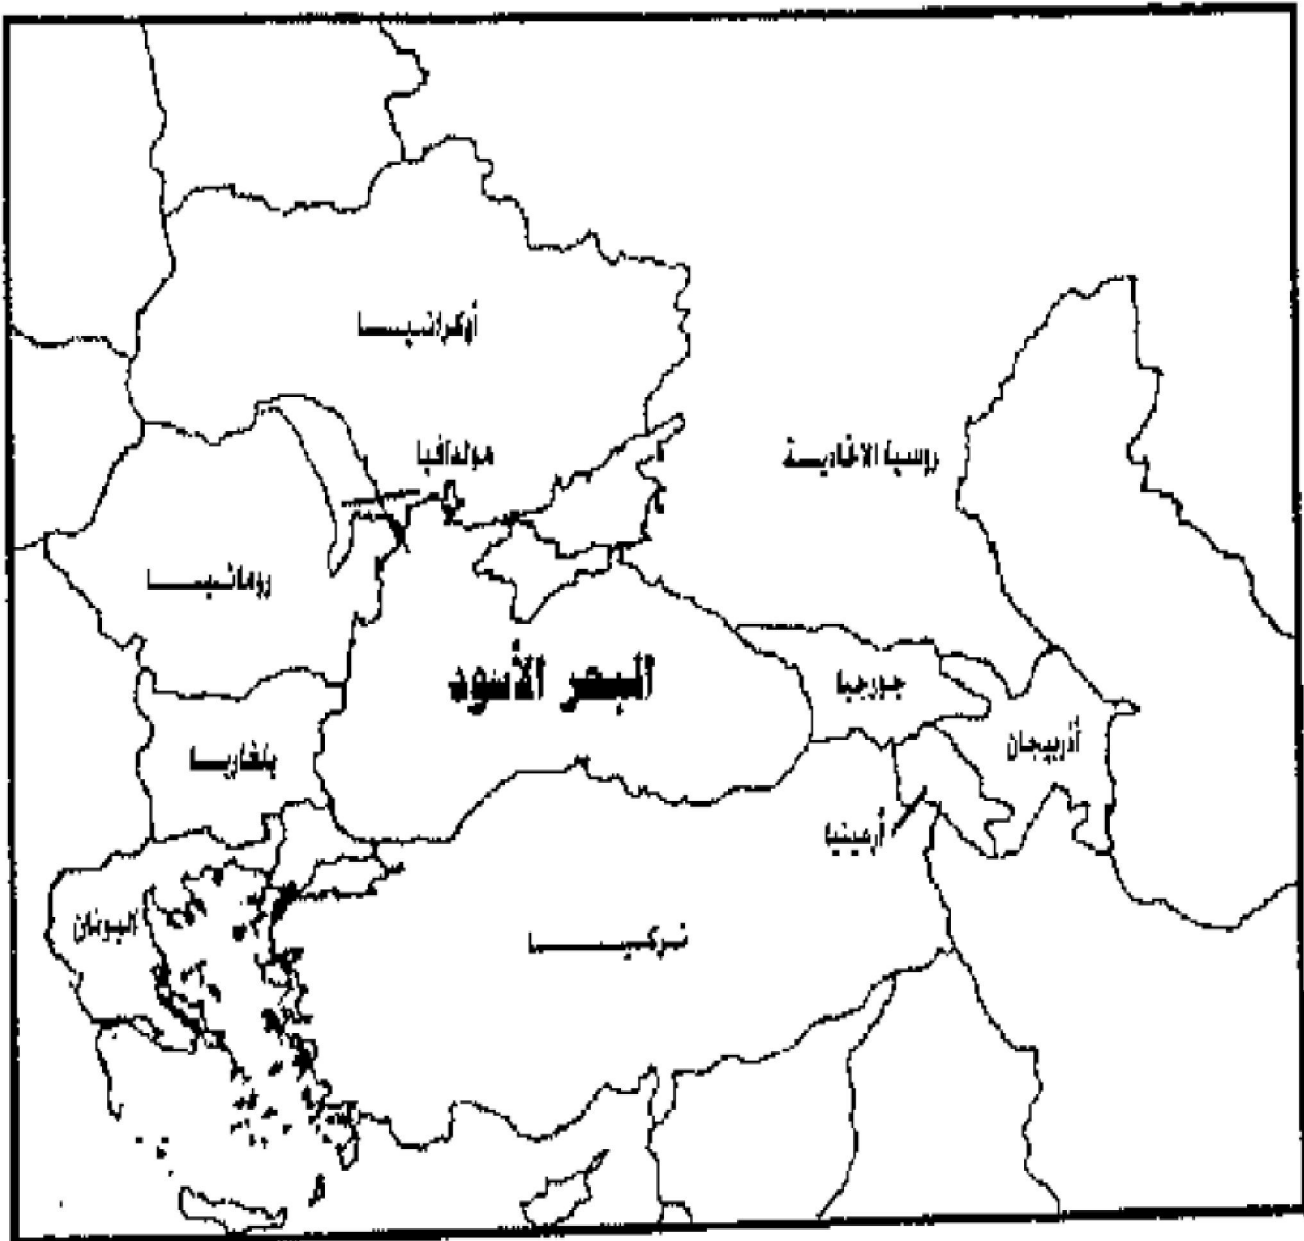 أوكرانيا
مولدافيا
روسيا الاتحادية
رومانيا
البحر الأسود
جورجيا
أذربيجان
بلغاريا
أرمينيا
اليونان
تركيا